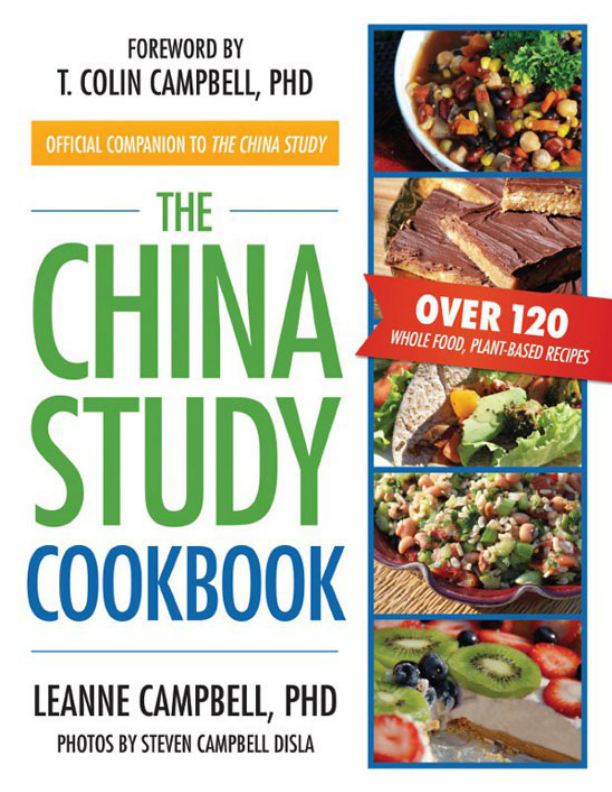 FOREWORD BY
T. COLIN CAMPBELL, PHD
OFFICIAL COMPANION TO THE CHINA STUDY
THE
CHINA
STUDY
COOKBOOK
OVER 120
WHOLE FOOD, PLANT-BASED RECIPES
LEANNE CAMPBELL, PHD
PHOTOS BY STEVEN CAMPBELL DISLA